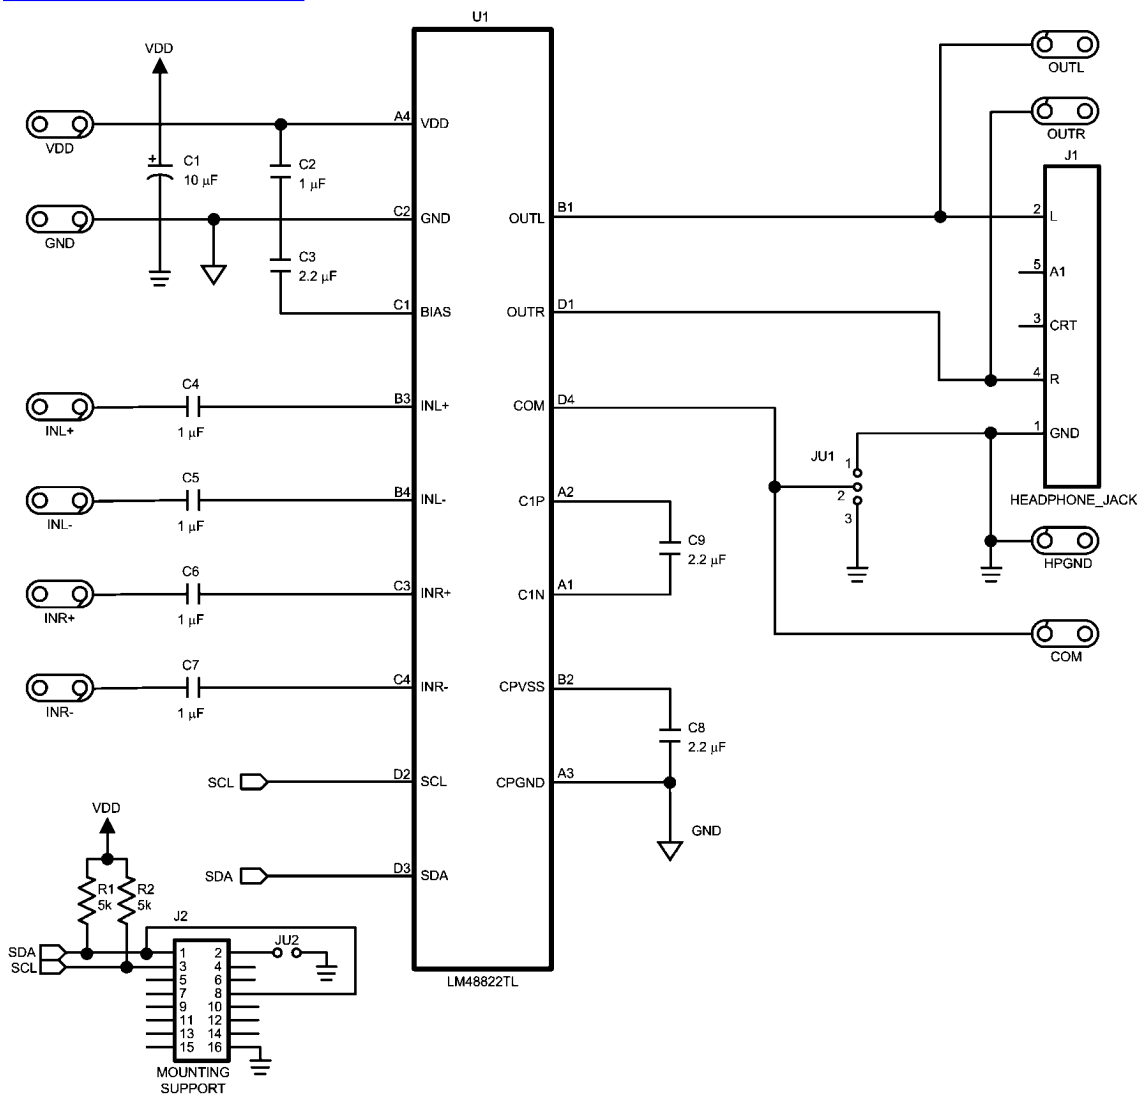 U1
VDD
VDD
+
C1
10 µF
C2
1 µF
GND
C3
2.2 µF
A4
VDD
C2
GND
C1
BIAS
INL+
C4
1 µF
B3
INL+
INL-
C5
1 µF
B4
INL-
INR+
C6
1 µF
C3
INR+
INR-
C7
1 µF
C4
INR-
SCL
D2
SCL
SDA
D3
SDA
OUTL
B1
OUTR
D1
COM
D4
C1P
A2
C9
2.2 µF
C1N
A1
CPVSS
B2
C8
2.2 µF
CPGND
A3
GND
LM48822TL
OUTL
OUTR
J1
2
L
5
A1
3
CRT
4
R
1
GND
HEADPHONE_JACK
JU1
1
2
3
HPGND
COM
VDD
R1
5k
R2
5k
J2
SDA
SCL
JU2
1 2
3 4
5 6
7 8
9 10
11 12
13 14
15 16
MOUNTING
SUPPORT